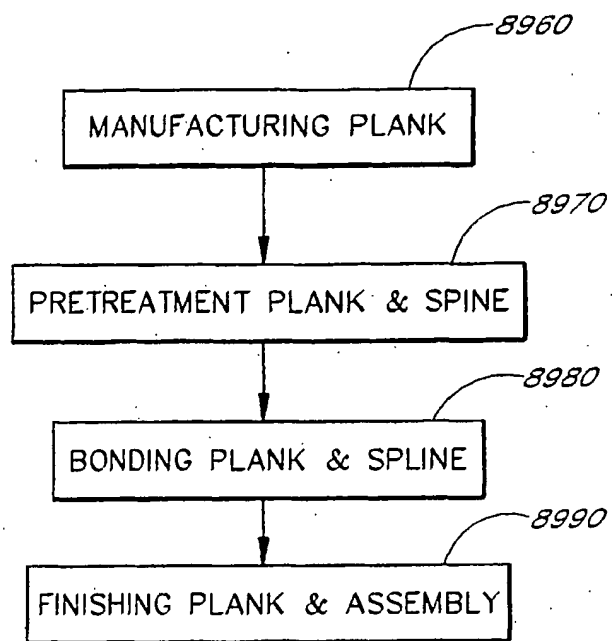 8960
MANUFACTURING PLANK
8970
PRETREATMENT PLANK & SPINE
8980
BONDING PLANK & SPLINE
8990
FINISHING PLANK & ASSEMBLY